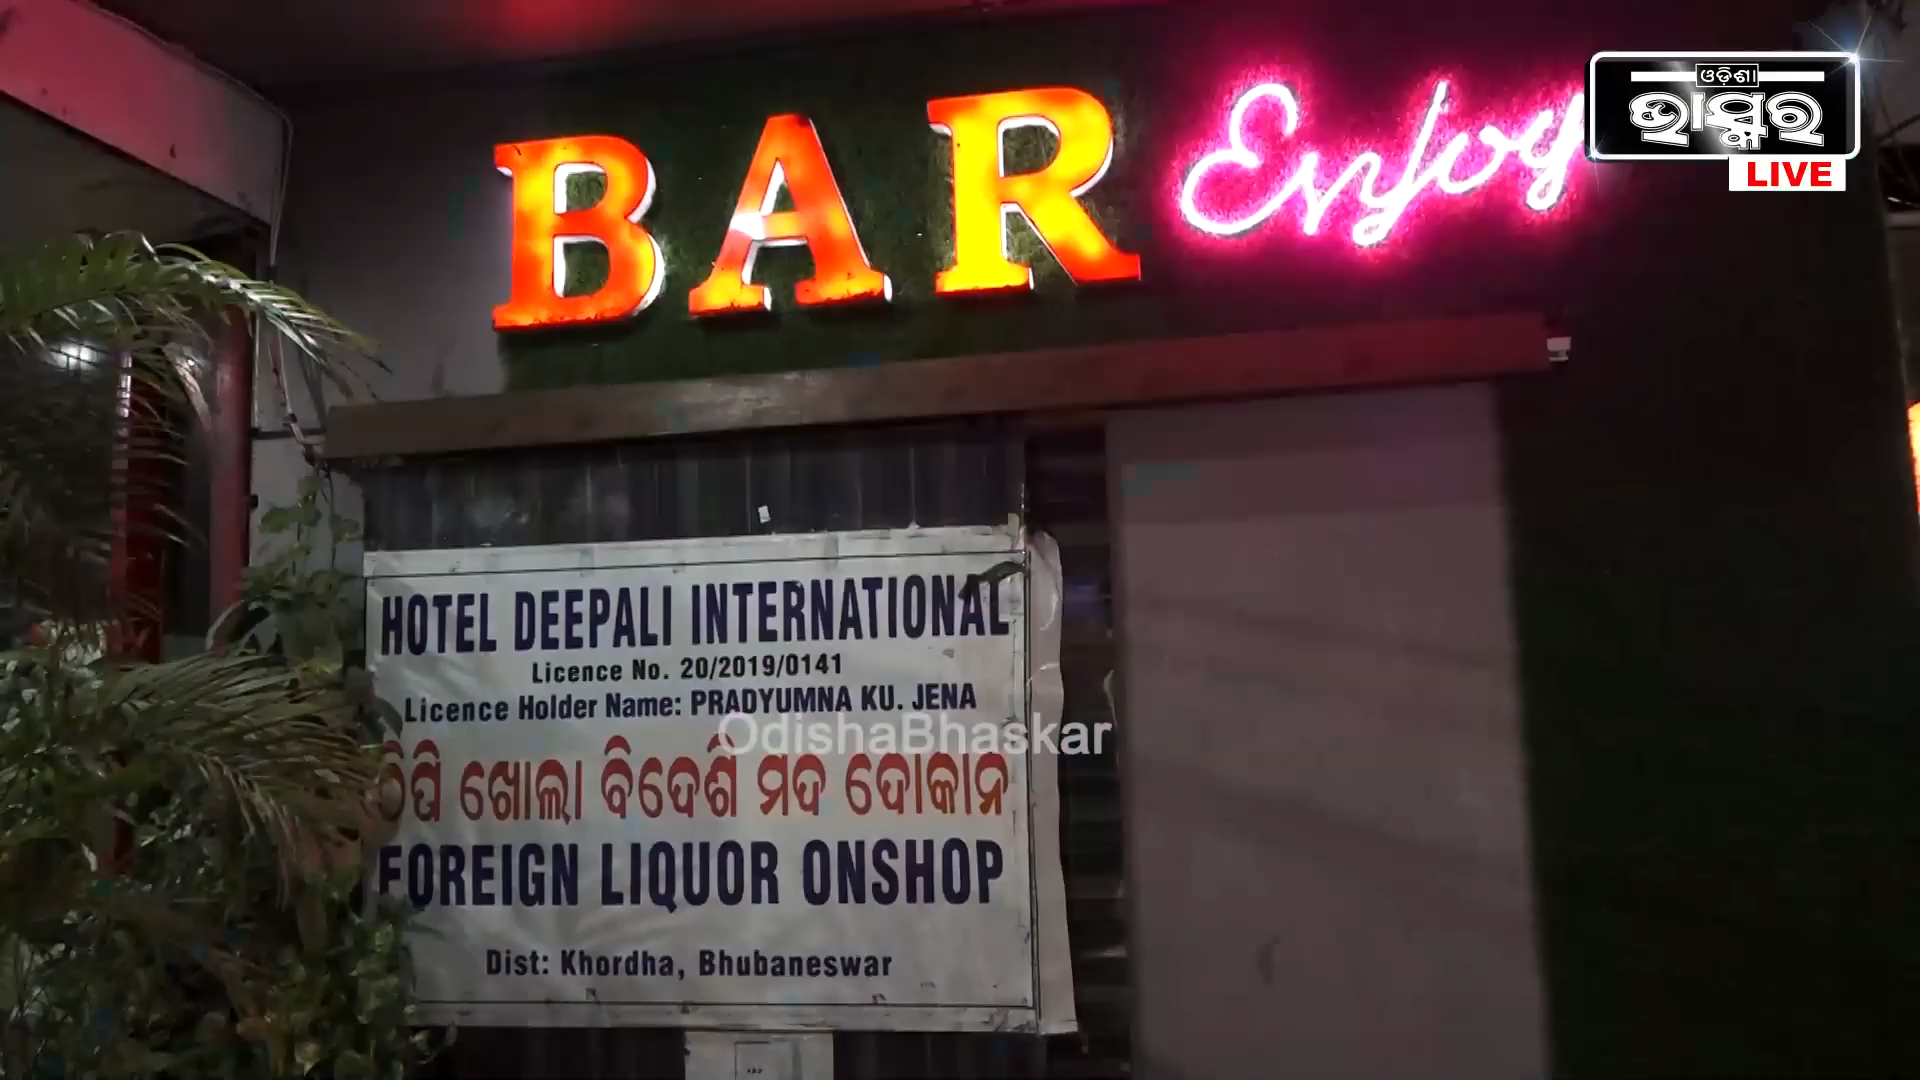 BAR Enjoy
ଓଡ଼ିଶା
ଭାସ୍କର
LIVE
HOTEL DEEPALI INTERNATIONAL
Licence No. 20/2019/0141
Licence Holder Name: PRADYUMNA KU. JENA
OdishaBhaskar
ଠିପି ଖୋଲା ବିଦେଶି ମଦ ଦୋକାନ
FOREIGN LIQUOR ONSHOP
Dist: Khordha, Bhubaneswar